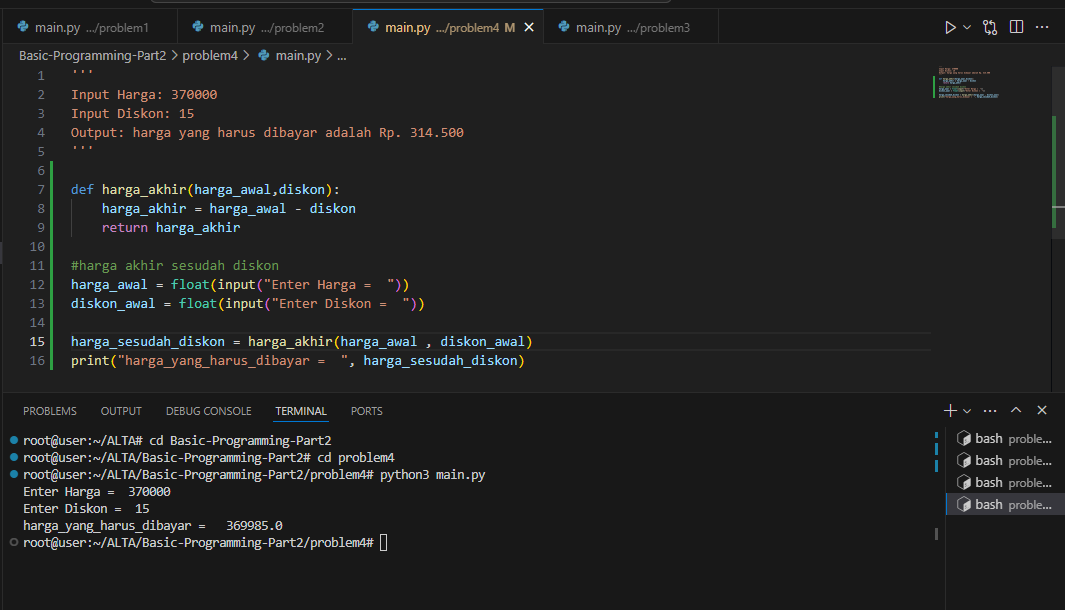 main.py .../problem1
main.py .../problem2
main.py .../problem4 M
main.py .../problem3
Basic-Programming-Part2 > problem4 > main.py > ...
1 '''
2 Input Harga: 370000
3 Input Diskon: 15
4 Output: harga yang harus dibayar adalah Rp. 314.500
5 '''
6
7 def harga_akhir(harga_awal,diskon):
8     harga_akhir = harga_awal - diskon
9     return harga_akhir
10
11 #harga akhir sesudah diskon
12 harga_awal = float(input("Enter Harga =  "))
13 diskon_awal = float(input("Enter Diskon =  "))
14
15 harga_sesudah_diskon = harga_akhir(harga_awal , diskon_awal)
16 print("harga_yang_harus_dibayar =  ", harga_sesudah_diskon)
PROBLEMS OUTPUT DEBUG CONSOLE TERMINAL PORTS
root@user:~/ALTA# cd Basic-Programming-Part2
root@user:~/ALTA/Basic-Programming-Part2# cd problem4
root@user:~/ALTA/Basic-Programming-Part2/problem4# python3 main.py
Enter Harga =  370000
Enter Diskon =  15
harga_yang_harus_dibayar =   369985.0
root@user:~/ALTA/Basic-Programming-Part2/problem4#
bash proble...
bash proble...
bash proble...
bash proble...